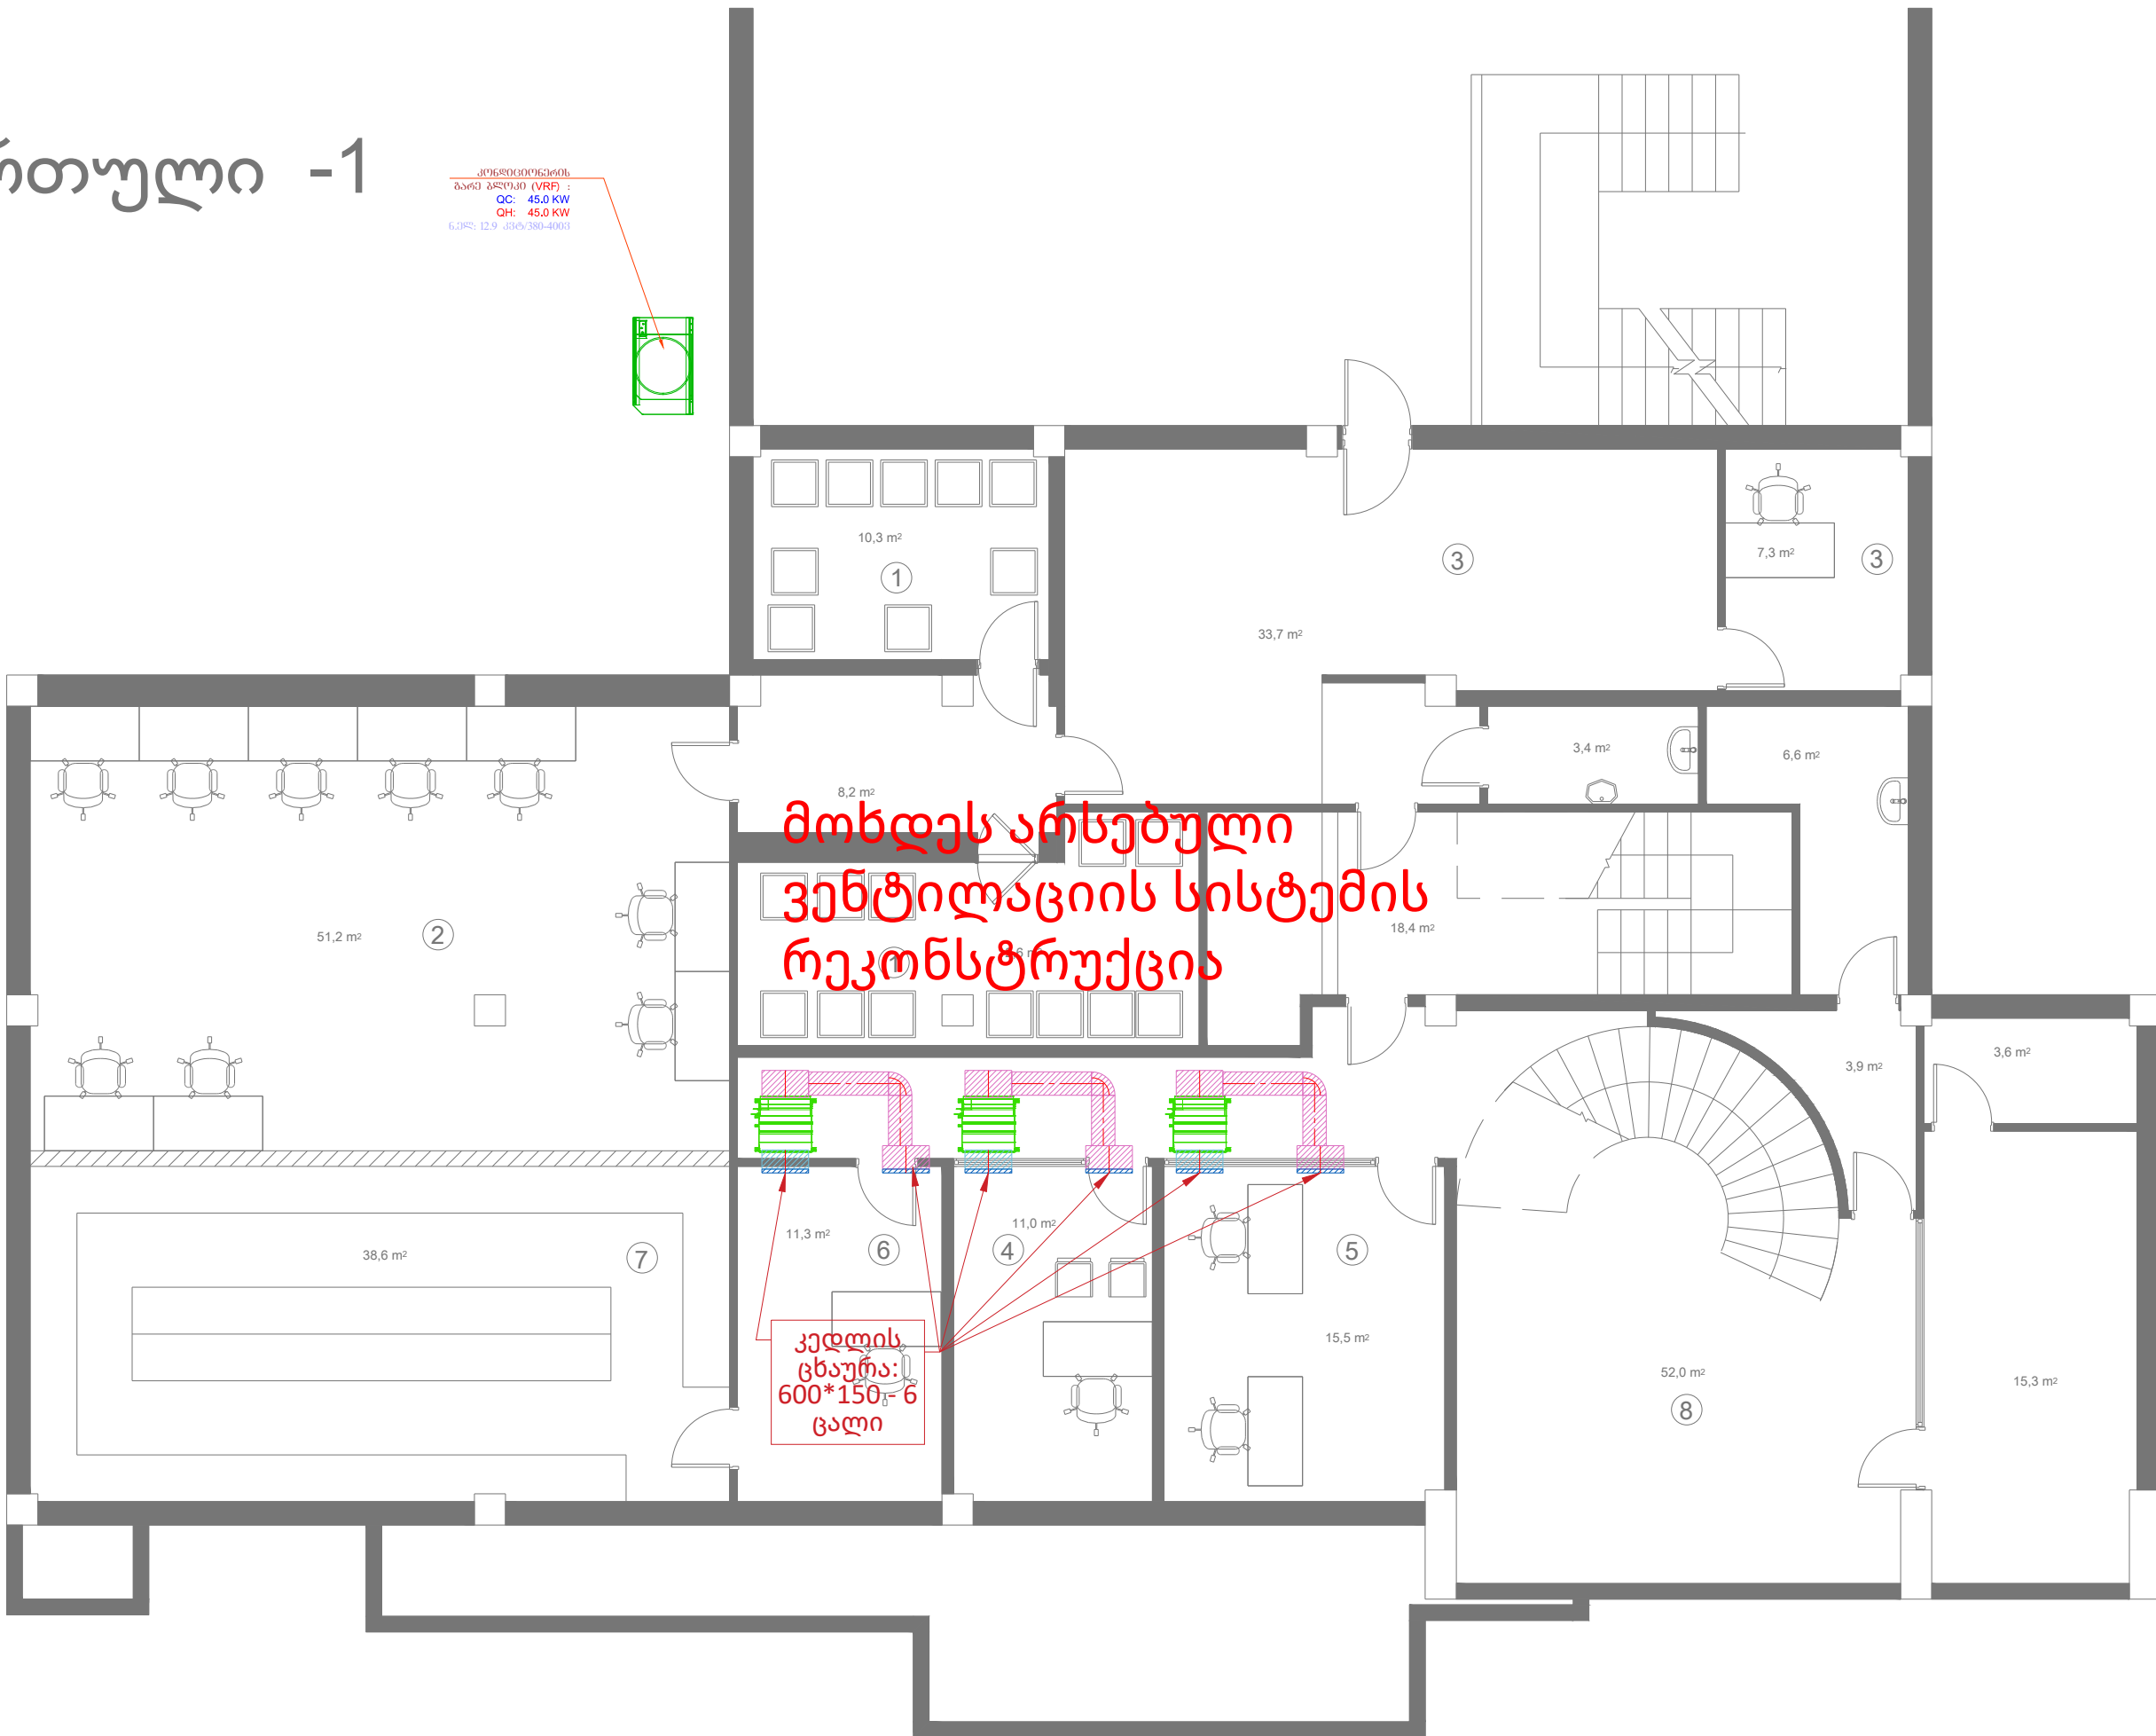 -1
კონდიციონერის
გარე ბლოკი (VRF) :
QC: 45.0 KW
QH: 45.0 KW
10,3 m²
1
3
7,3 m²
3
33,7 m²
3,4 m²
6,6 m²
8,2 m²
მოხდეს არსებული
ვენტილაციის სისტემის
რეკონსტრუქცია
51,2 m²
2
18,4 m²
1
3,9 m²
3,6 m²
11,3 m²
6
11,0 m²
4
5
38,6 m²
7
15,5 m²
კედლის
ცხაურა:
600*150 - 6
ცალი
52,0 m²
8
15,3 m²